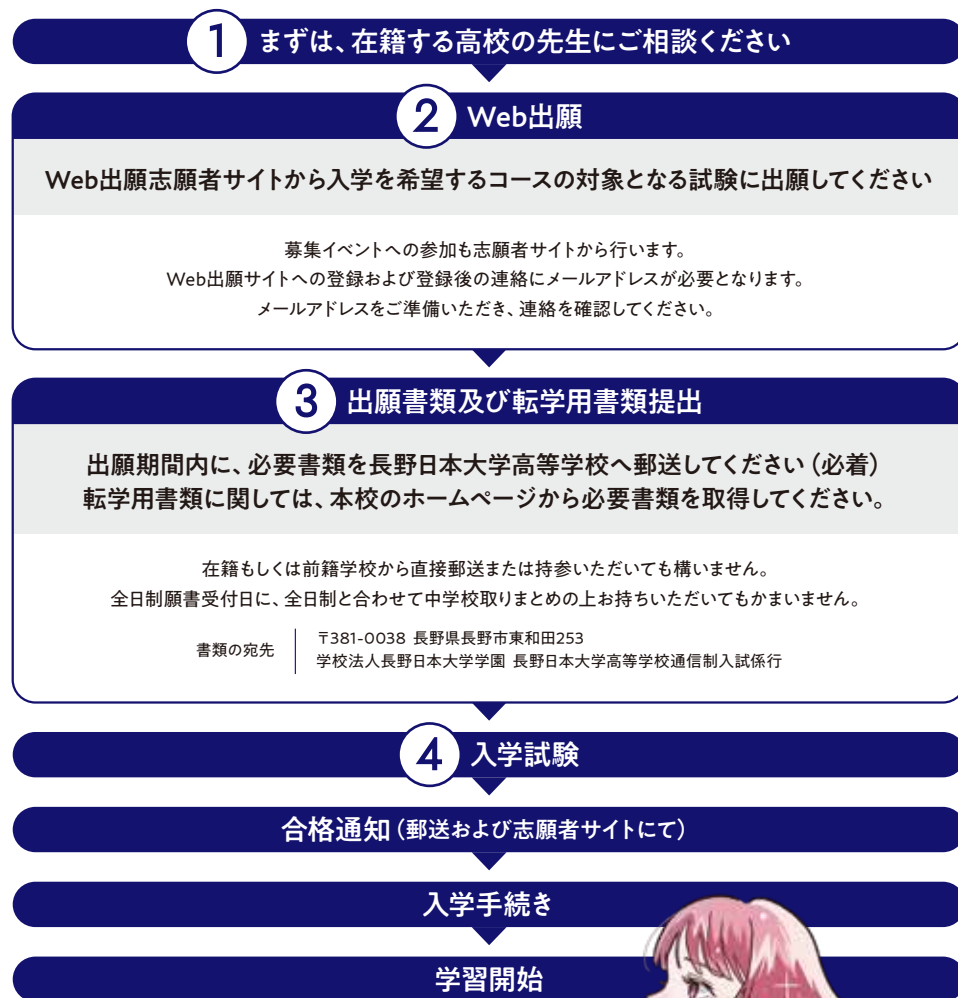 1 まずは、在籍する高校の先生にご相談ください
2 Web出願
Web出願志願者サイトから入学を希望するコースの対象となる試験に出願してください
募集イベントへの参加も志願者サイトから行います。
Web出願サイトへの登録および登録後の連絡にメールアドレスが必要となります。
メールアドレスをご準備いただき、連絡を確認してください。
3 出願書類及び転学用書類提出
出願期間内に、必要書類を長野日本大学高等学校へ郵送してください（必着）
転学用書類に関しては、本校のホームページから必要書類を取得してください。
在籍もしくは前籍学校から直接郵送または持参いただいても構いません。
全日制願書受付日に、全日制と合わせて中学校取りまとめの上お持ちいただいてもかまいません。
書類の宛先
〒381-0038 長野県長野市東和田253
学校法人長野日本大学学園 長野日本大学高等学校通信制入試係行
4 入学試験
合格通知（郵送および志願者サイトにて）
入学手続き
学習開始